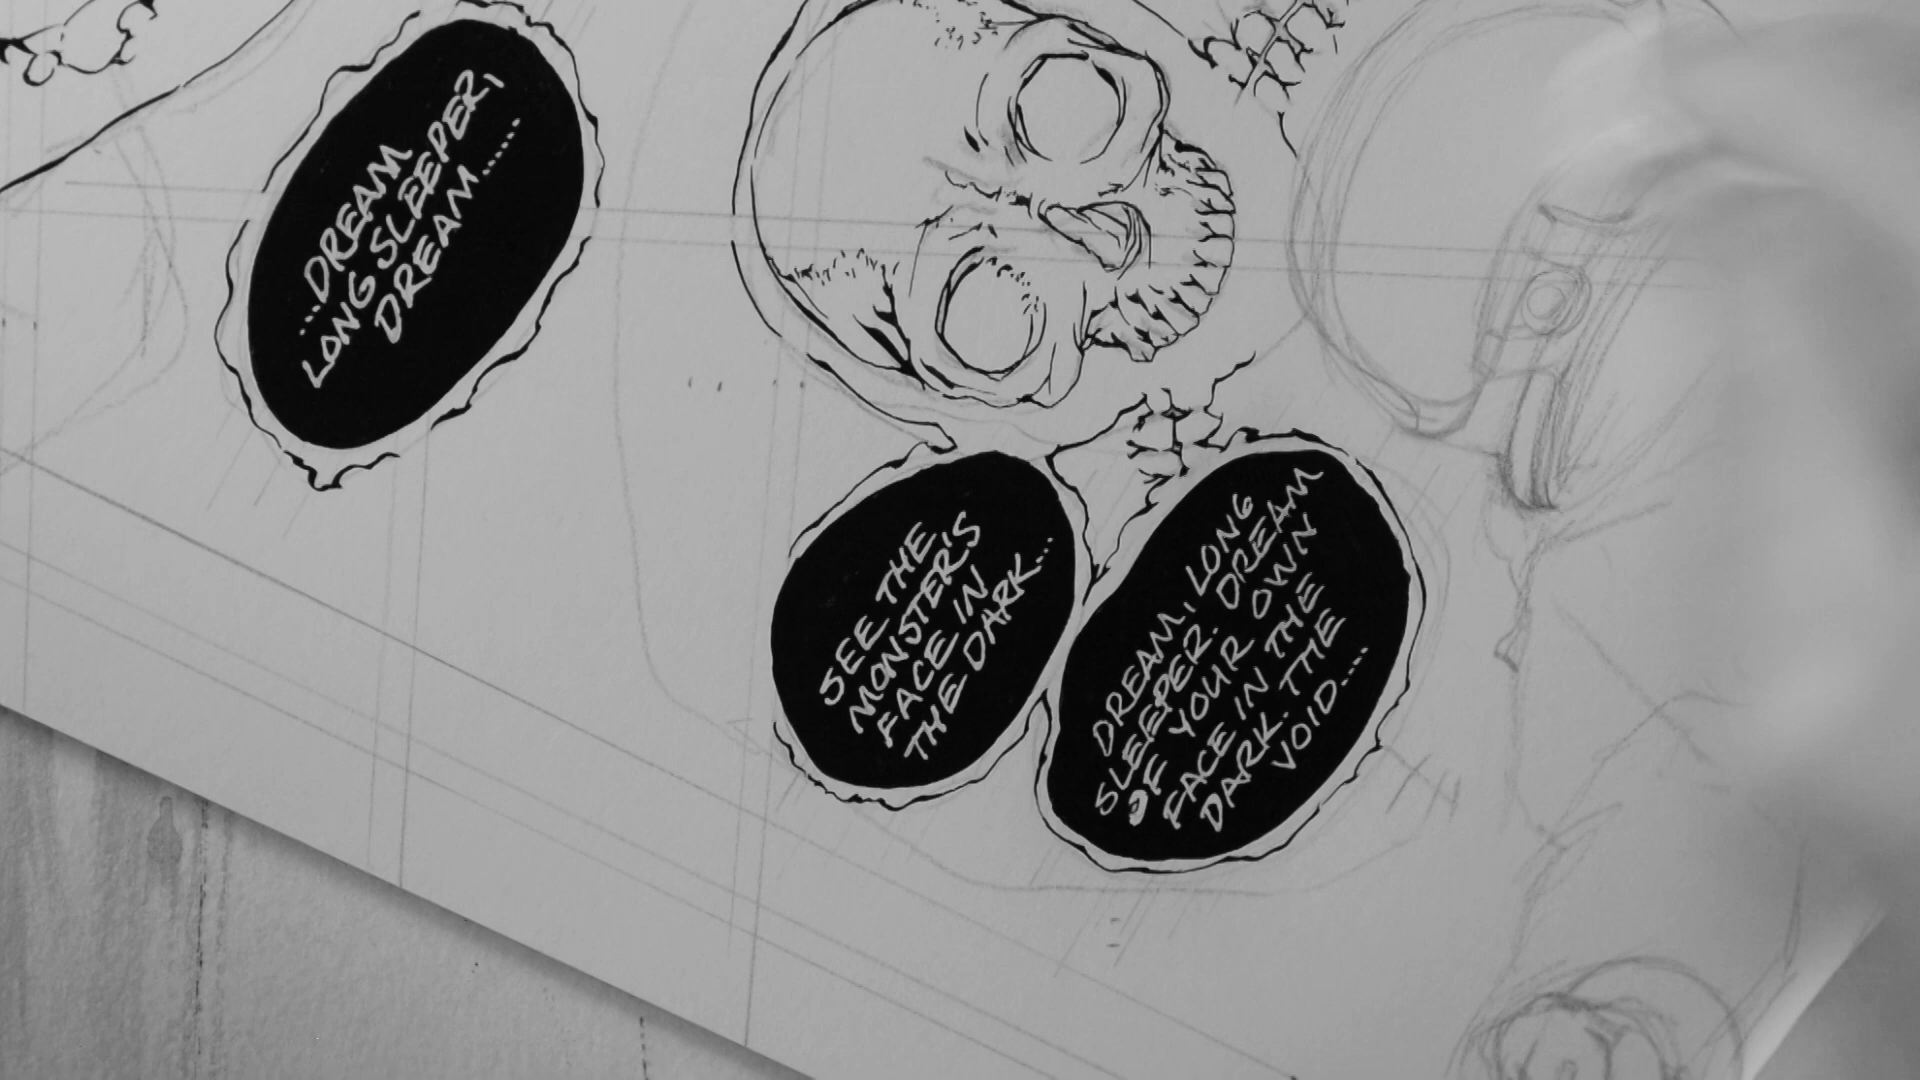 ...DREAM
LONG SLEEPER,
DREAM.....
SEE THE
MONSTER'S
FACE IN
THE DARK...
DREAM, LONG
SLEEPER. DREAM
OF YOUR OWN
FACE IN THE
DARK. THE
VOID....